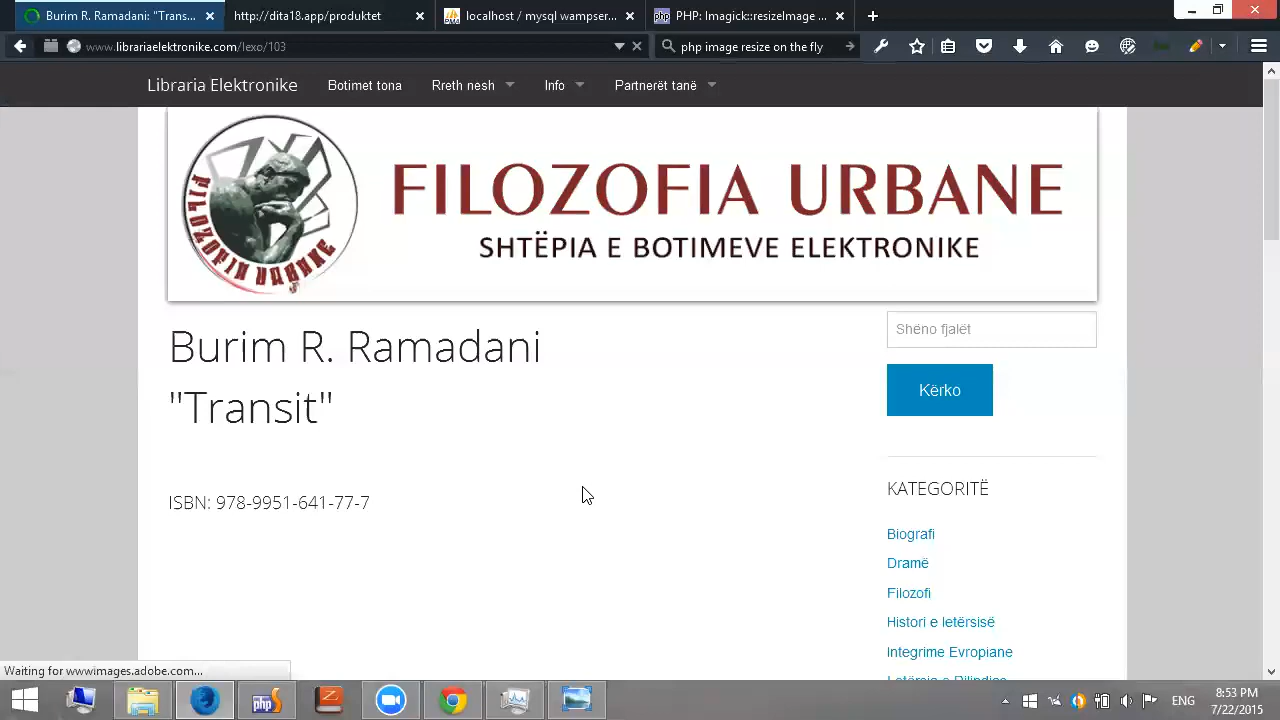 Burim R. Ramadani: "Trans...
http://dita18.app/produktet
localhost / mysql wampser...
PHP: Imagick::resizeImage ...
www.librariaelektronike.com/lexo/103
php image resize on the fly
Libraria Elektronike
Botimet tona
Rreth nesh
Info
Partnerët tanë
FILOZOFIA URBANE
FILOZOFIA URBANE
SHTËPIA E BOTIMEVE ELEKTRONIKE
Burim R. Ramadani
"Transit"
ISBN: 978-9951-641-77-7
Shëno fjalët
Kërko
KATEGORITË
Biografi
Dramë
Filozofi
Histori e letërsisë
Integrime Evropiane
Waiting for wwwimages.adobe.com...
ENG
8:53 PM
7/22/2015